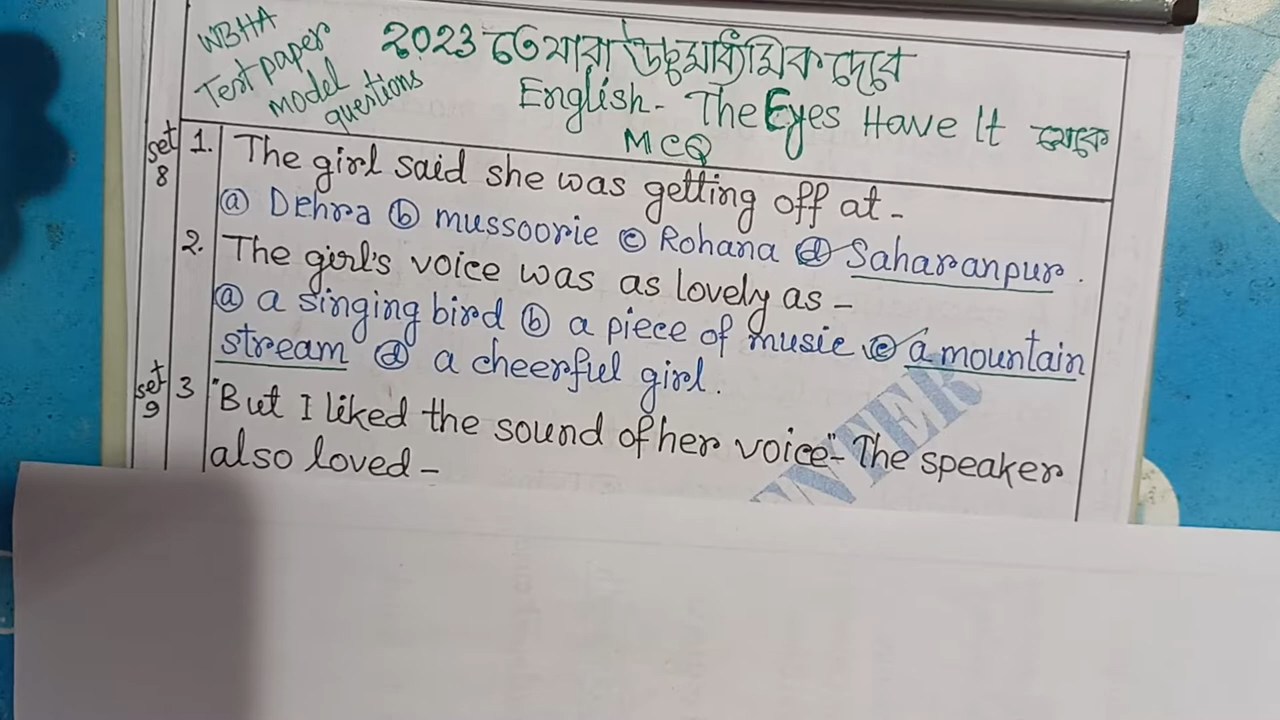 WBHA
Test paper
model
questions
2023 তে যারা উচ্চমাধ্যমিক দেবে
English - The Eyes Have It থেকে
MCQ
set 8
1. The girl said she was getting off at -
ⓐ Dehra ⓑ mussoorie ⓒ Rohana ⓓ Saharanpur.
2. The girl's voice was as lovely as -
ⓐ a singing bird ⓑ a piece of music ⓒ a mountain
stream ⓓ a cheerful girl.
set 9
3 "But I liked the sound of her voice" - The speaker
also loved -
ENTER